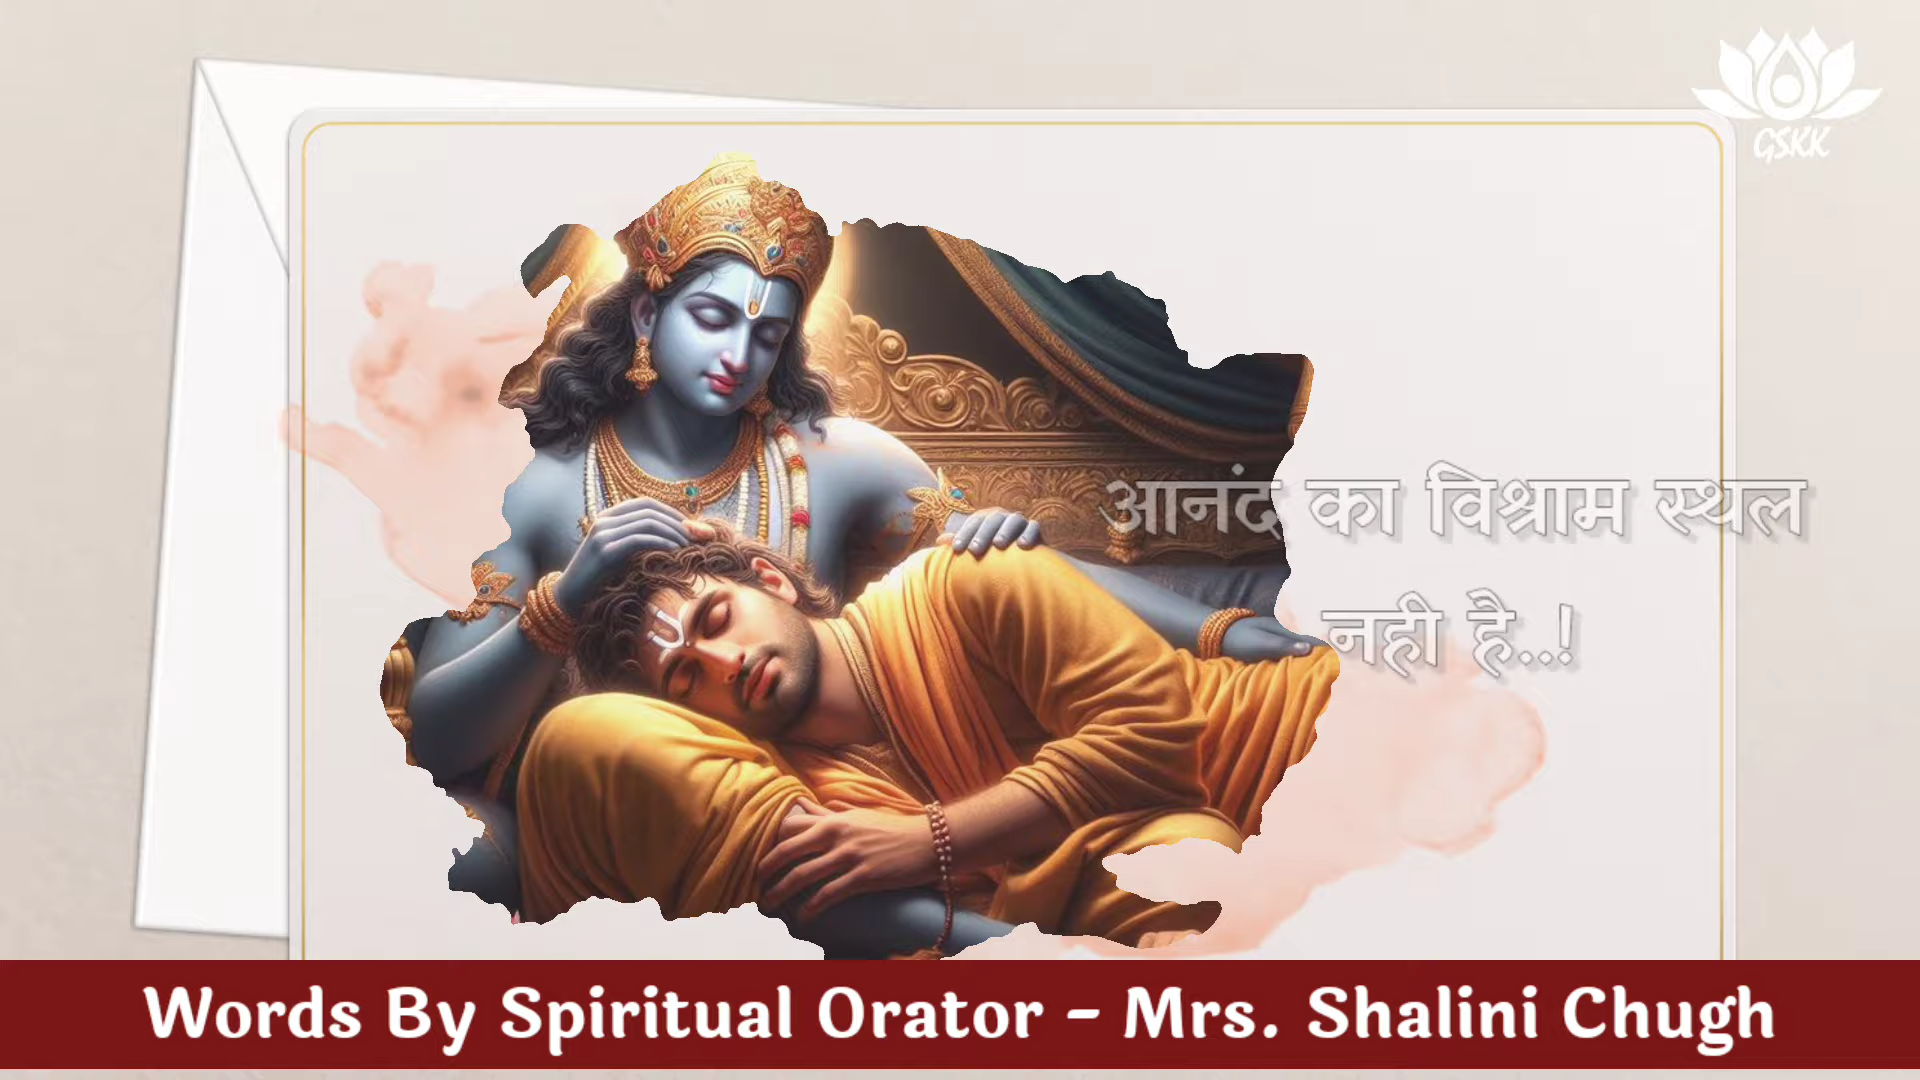 GSKK
आनंद का विश्राम स्थल
नही है..!
Words By Spiritual Orator - Mrs. Shalini Chugh